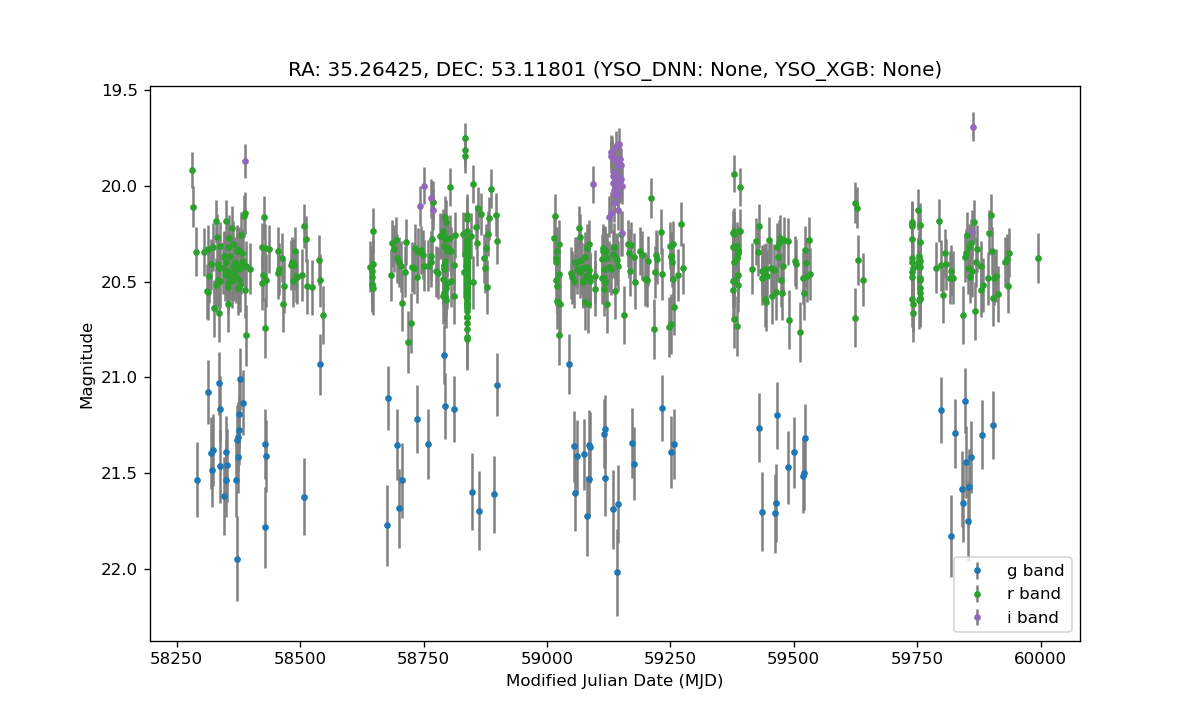 RA: 35.26425, DEC: 53.11801 (YSO_DNN: None, YSO_XGB: None)
19.5
20.0
20.5
21.0
21.5
22.0
Magnitude
g band
r band
i band
58250
58500
58750
59000
59250
59500
59750
60000
Modified Julian Date (MJD)